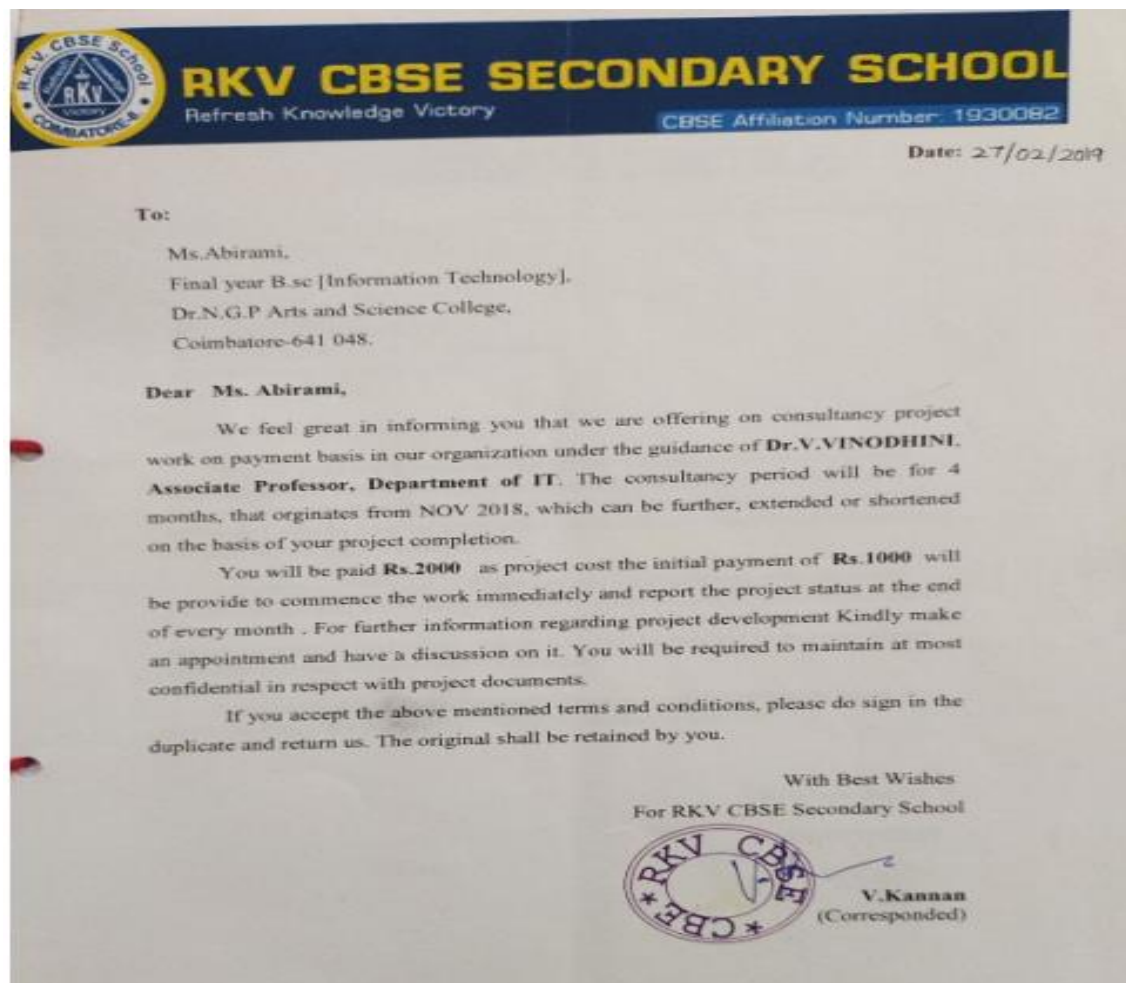 R.K.V. CBSE School
RKV
Victory
COIMBATORE-8
RKV CBSE SECONDARY SCHOOL
Refresh Knowledge Victory
CBSE Affiliation Number: 1930082
Date: 27/02/2019
To:
Ms.Abirami,
Final year B.sc [Information Technology],
Dr.N.G.P Arts and Science College,
Coimbatore-641 048.
Dear Ms. Abirami,
We feel great in informing you that we are offering on consultancy project
work on payment basis in our organization under the guidance of Dr.V.VINODHINI,
Associate Professor, Department of IT. The consultancy period will be for 4
months, that orginates from NOV 2018, which can be further, extended or shortened
on the basis of your project completion.
You will be paid Rs.2000 as project cost the initial payment of Rs.1000 will
be provide to commence the work immediately and report the project status at the end
of every month . For further information regarding project development Kindly make
an appointment and have a discussion on it. You will be required to maintain at most
confidential in respect with project documents.
If you accept the above mentioned terms and conditions, please do sign in the
duplicate and return us. The original shall be retained by you.
With Best Wishes
For RKV CBSE Secondary School
RKV CBSE * CBE *
V.Kannan
(Corresponded)